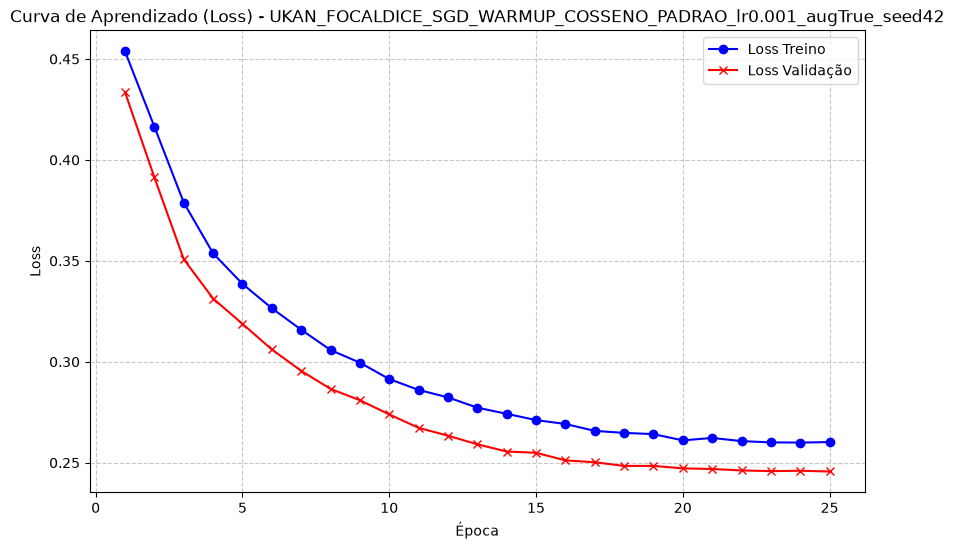 Curva de Aprendizado (Loss) - UKAN_FOCALDICE_SGD_WARMUP_COSSENO_PADRAO_lr0.001_augTrue_seed42
Loss Treino
Loss Validação
0.45
0.40
0.35
0.30
0.25
Loss
0
5
10
15
20
25
Época